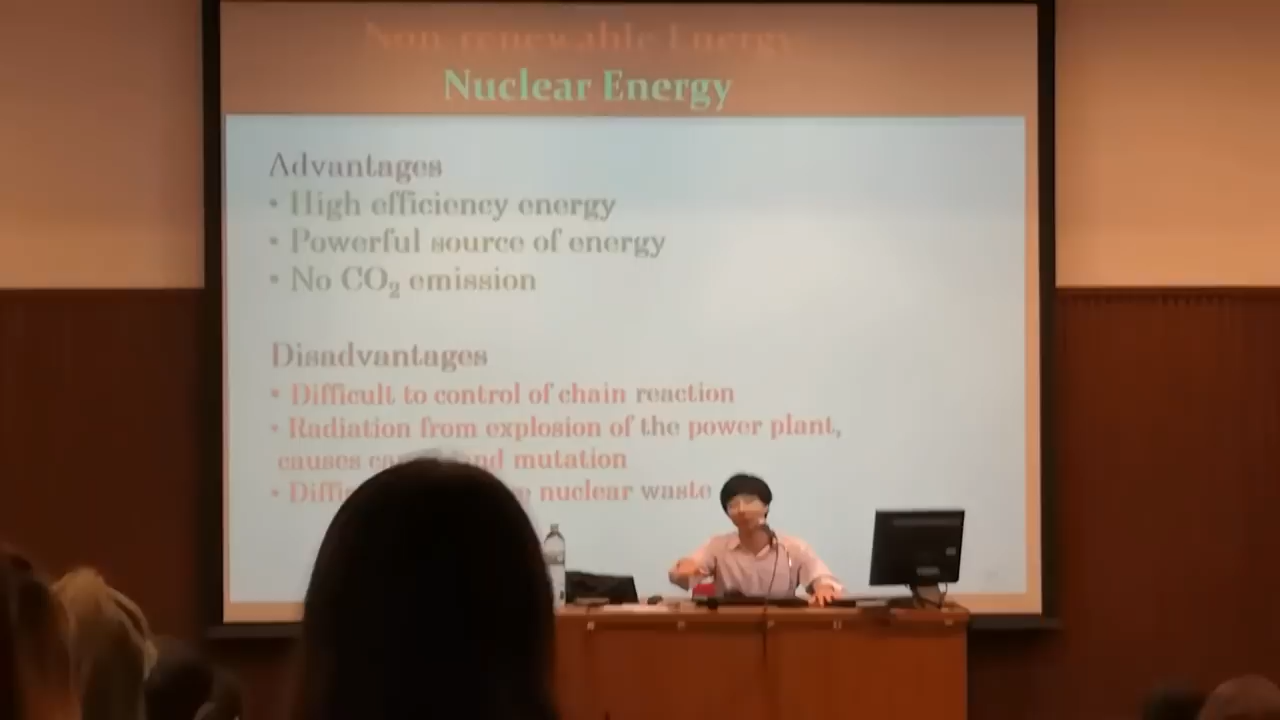 Non-renewable Energy
Nuclear Energy
Advantages
• High efficiency energy
• Powerful source of energy
• No CO₂ emission
Disadvantages
• Difficult to control of chain reaction
• Radiation from explosion of the power plant,
causes and mutation
• nuclear waste